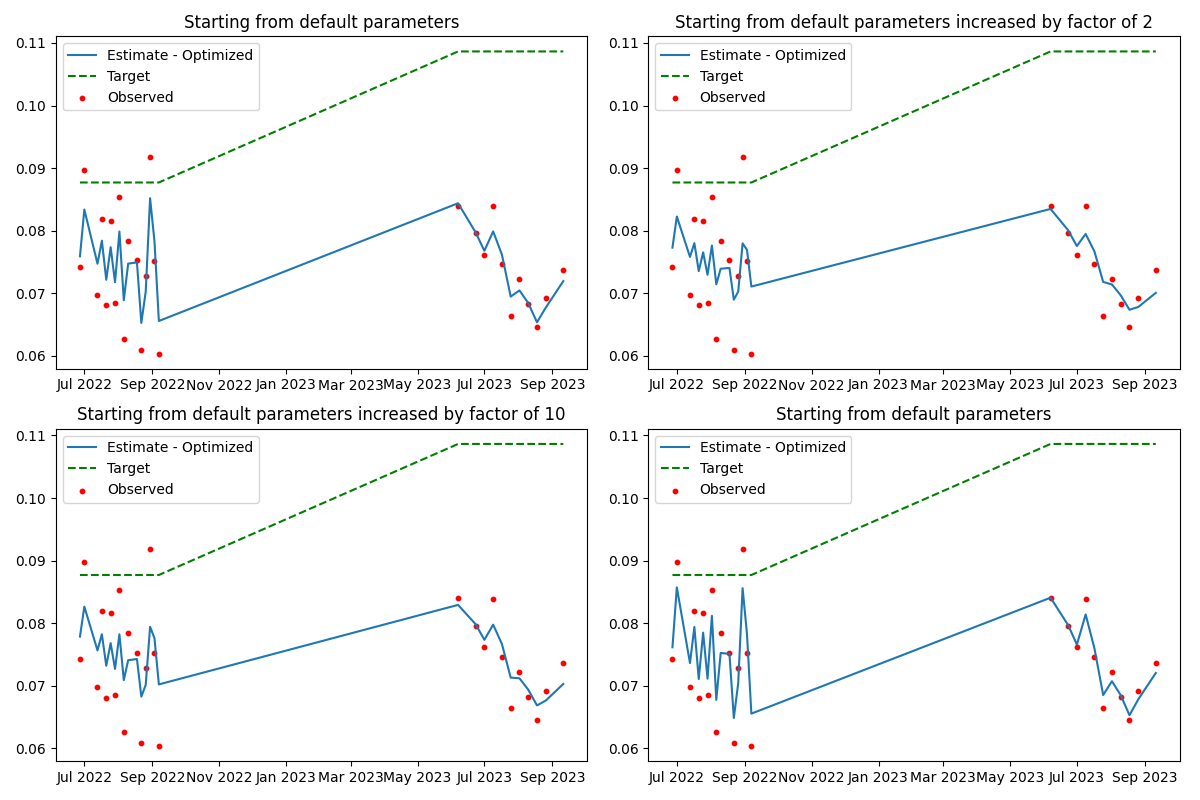 Starting from default parameters
0.11
0.10
0.09
0.08
0.07
0.06
Estimate - Optimized
Target
Observed
Jul 2022 Sep 2022 Nov 2022 Jan 2023 Mar 2023 May 2023 Jul 2023 Sep 2023
Starting from default parameters increased by factor of 2
0.11
0.10
0.09
0.08
0.07
0.06
Estimate - Optimized
Target
Observed
Jul 2022 Sep 2022 Nov 2022 Jan 2023 Mar 2023 May 2023 Jul 2023 Sep 2023
Starting from default parameters increased by factor of 10
0.11
0.10
0.09
0.08
0.07
0.06
Estimate - Optimized
Target
Observed
Jul 2022 Sep 2022 Nov 2022 Jan 2023 Mar 2023 May 2023 Jul 2023 Sep 2023
Starting from default parameters
0.11
0.10
0.09
0.08
0.07
0.06
Estimate - Optimized
Target
Observed
Jul 2022 Sep 2022 Nov 2022 Jan 2023 Mar 2023 May 2023 Jul 2023 Sep 2023